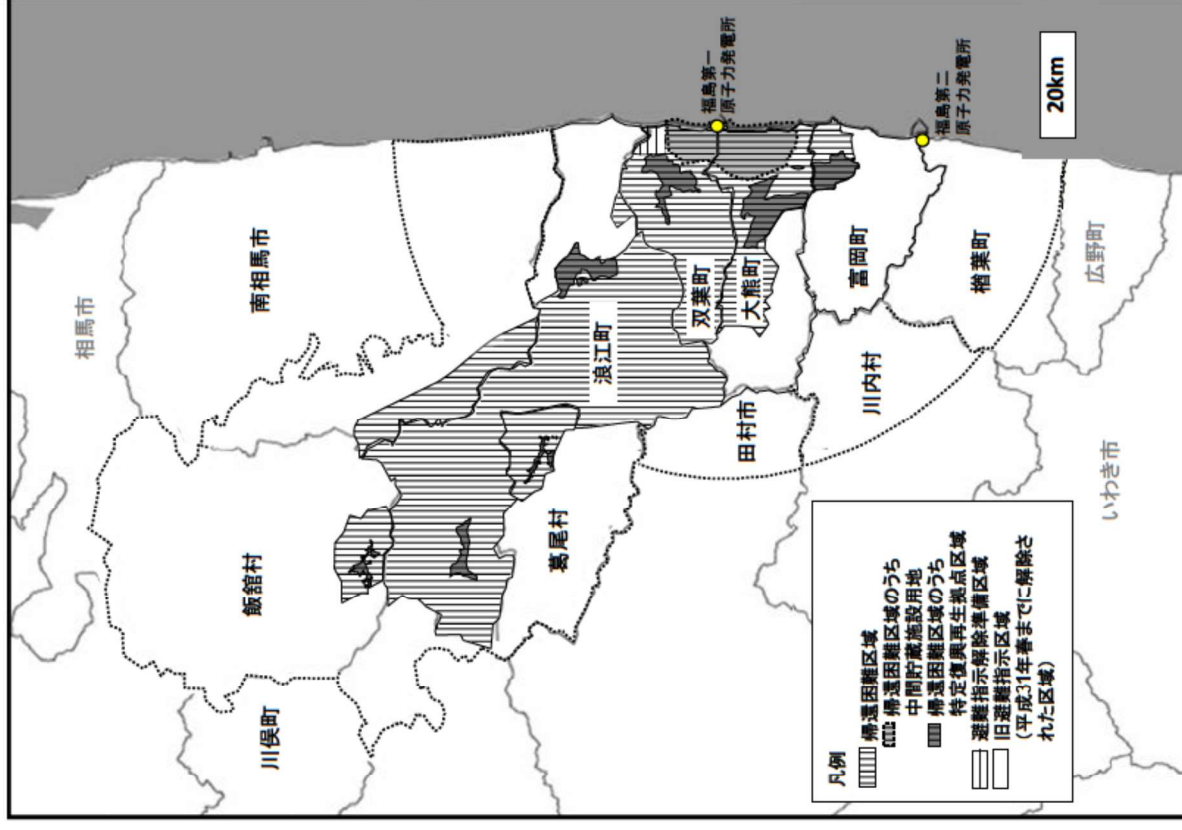 相馬市
南相馬市
飯舘村
川俣町
浪江町
双葉町
大熊町
葛尾村
田村市
富岡町
川内村
楢葉町
広野町
いわき市
福島第一
原子力発電所
福島第二
原子力発電所
20km
凡例
帰還困難区域
帰還困難区域のうち
中間貯蔵施設用地
帰還困難区域のうち
特定復興再生拠点区域
避難指示解除準備区域
旧避難指示区域
（平成31年春までに解除さ
れた区域）